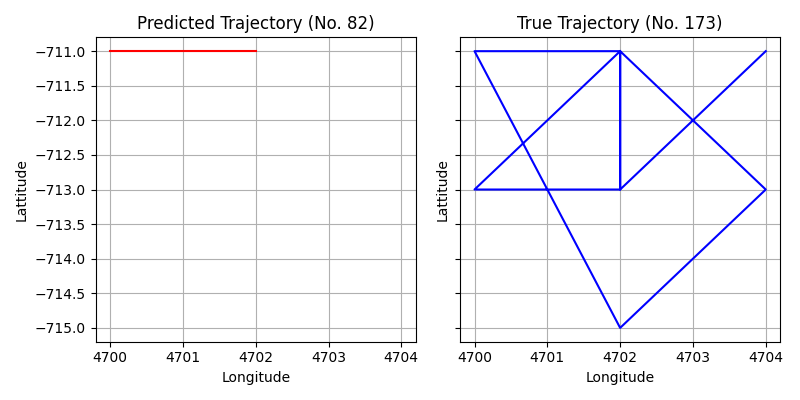 Predicted Trajectory (No. 82)
True Trajectory (No. 173)
−711.0
−711.5
−712.0
−712.5
−713.0
−713.5
−714.0
−714.5
−715.0
Lattitude
Lattitude
4700 4701 4702 4703 4704
4700 4701 4702 4703 4704
Longitude
Longitude